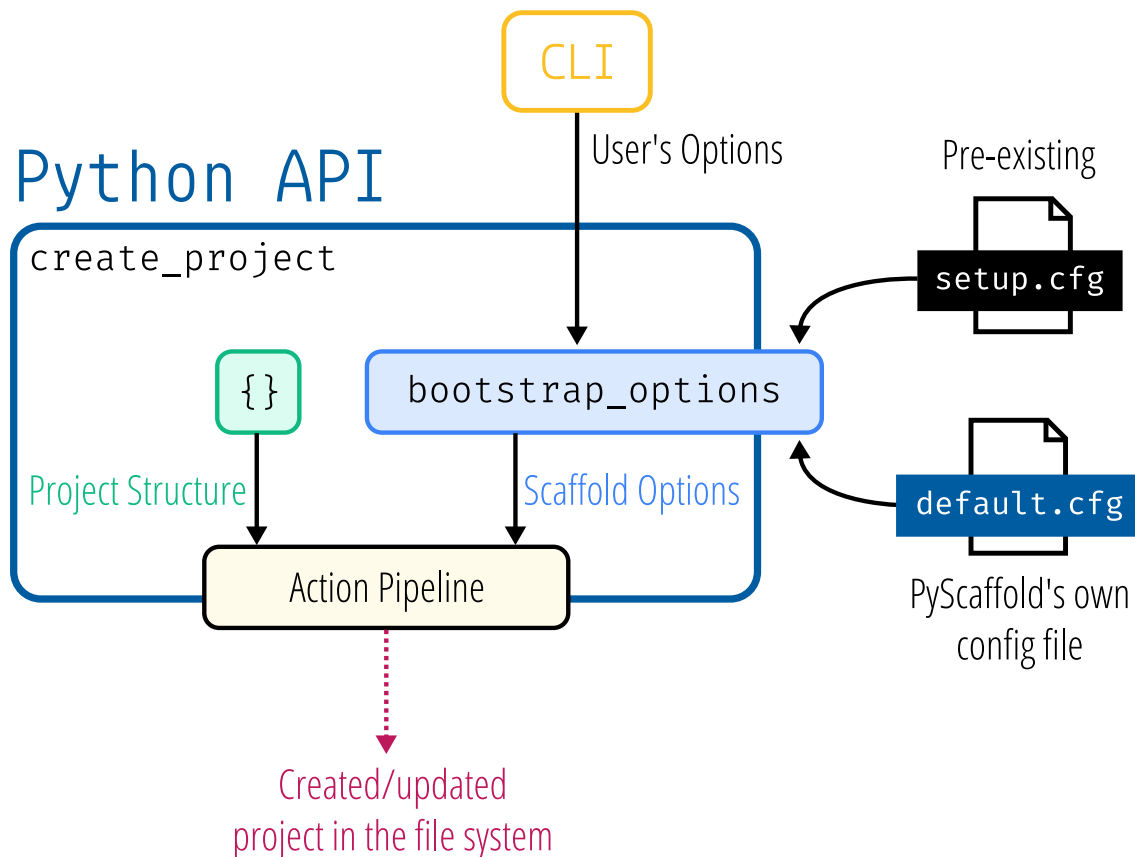 CLI
User's Options
Python API
Pre-existing
create_project
setup.cfg
{}
bootstrap_options
Project Structure
Scaffold Options
default.cfg
Action Pipeline
PyScaffold's own
config file
Created/updated
project in the file system